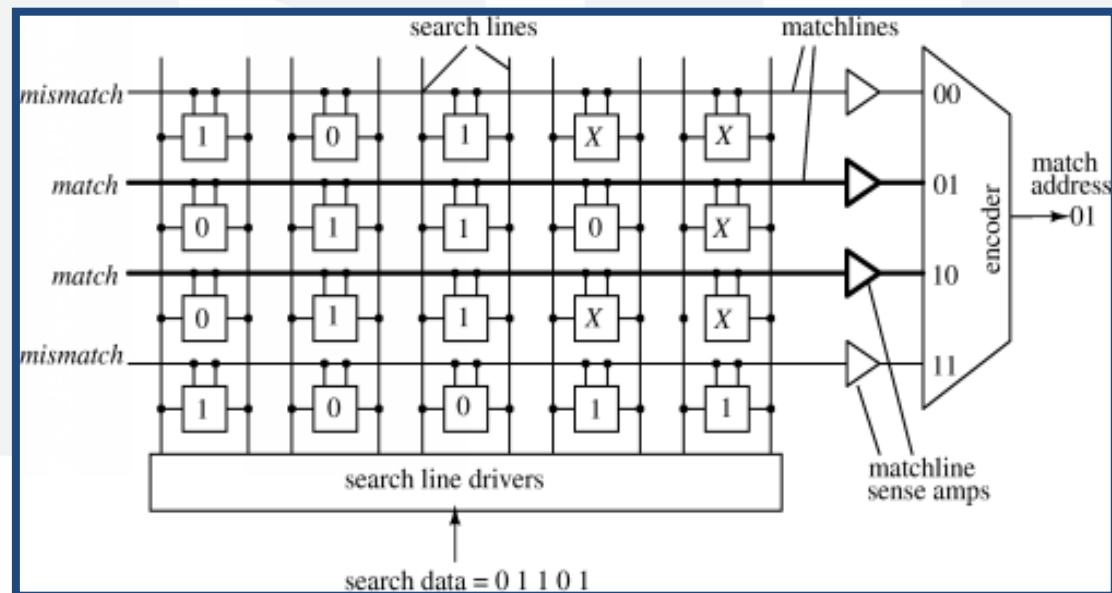 search lines
matchlines
mismatch
00
1 0 1 X X
match
01
match
address
0 1 1 0 X
encoder
01
match
10
0 1 1 X X
mismatch
11
1 0 0 1 1
search line drivers
matchline
sense amps
search data = 0 1 1 0 1